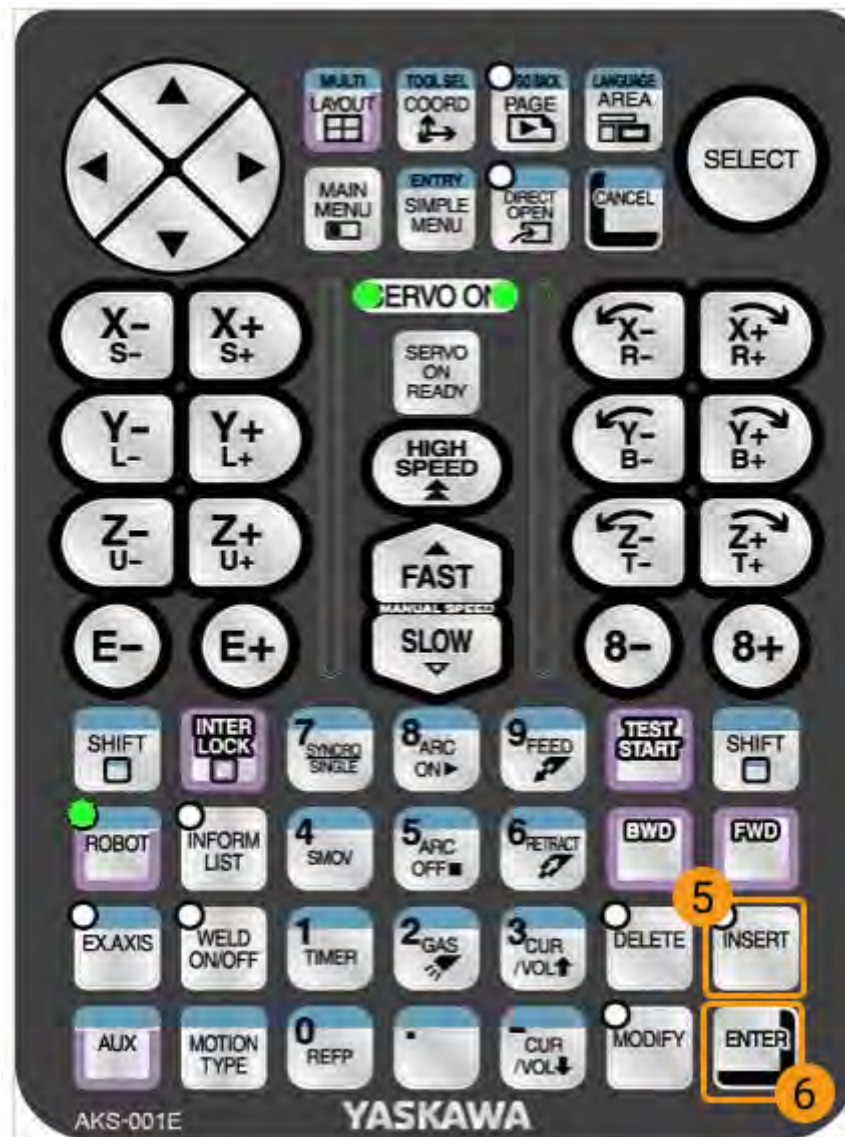 MULTI
LAYOUT
TOOL SEL
COORD
GO BACK
PAGE
LANGUAGE
AREA
SELECT
MAIN
MENU
ENTRY
SIMPLE
MENU
DIRECT
OPEN
CANCEL
SERVO ON
X-
S-
X+
S+
SERVO
ON
READY
X-
R-
X+
R+
Y-
L-
Y+
L+
HIGH
SPEED
Y-
B-
Y+
B+
Z-
U-
Z+
U+
FAST
MANUAL SPEED
SLOW
Z-
T-
Z+
T+
E-
E+
8-
8+
SHIFT
INTER
LOCK
7
SYNCRO
SINGLE
8 ARC
ON▶
9 FEED
TEST
START
SHIFT
ROBOT
INFORM
LIST
4
SMOV
5 ARC
OFF■
6 RETRACT
BWD
FWD
5
EX.AXIS
WELD
ON/OFF
1
TIMER
2 GAS
3 CUR
/VOL⬆
DELETE
INSERT
AUX
MOTION
TYPE
0
REFP
.
- CUR
/VOL⬇
MODIFY
ENTER
6
AKS-001E
YASKAWA